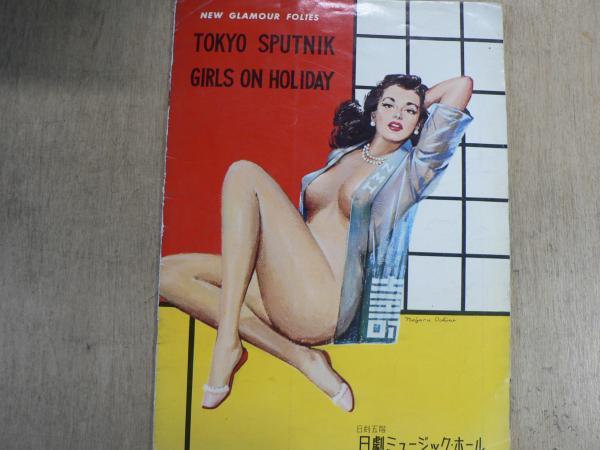 NEW GLAMOUR FOLIES
TOKYO SPUTNIK
GIRLS ON HOLIDAY
日劇五階
日劇ミュージック・ホール